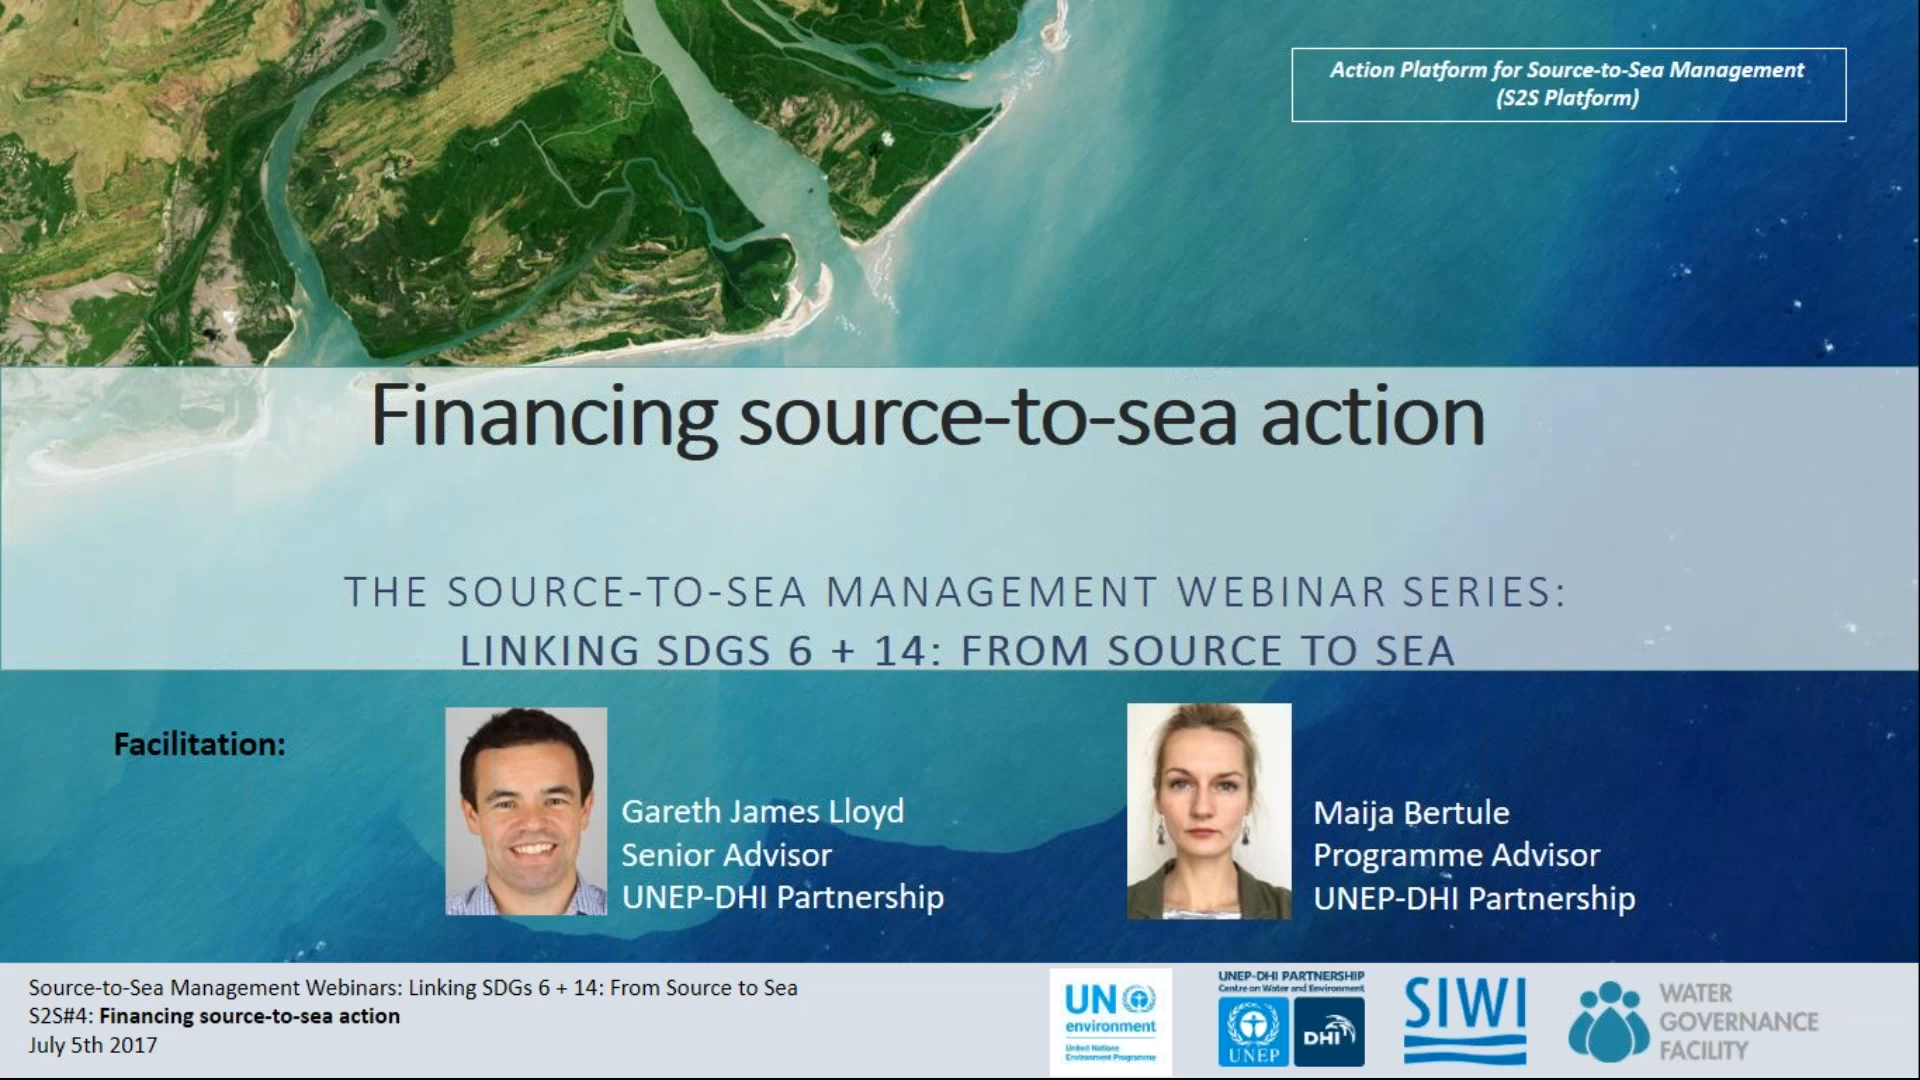 Action Platform for Source-to-Sea Management
(S2S Platform)
Financing source-to-sea action
THE SOURCE-TO-SEA MANAGEMENT WEBINAR SERIES:
LINKING SDGS 6 + 14: FROM SOURCE TO SEA
Facilitation:
Gareth James Lloyd
Senior Advisor
UNEP-DHI Partnership
Maija Bertule
Programme Advisor
UNEP-DHI Partnership
Source-to-Sea Management Webinars: Linking SDGs 6 + 14: From Source to Sea
S2S#4: Financing source-to-sea action
July 5th 2017
UN
environment
United Nations
Environment Programme
UNEP-DHI PARTNERSHIP
Centre on Water and Environment
UNEP
DHI
SIWI
WATER
GOVERNANCE
FACILITY